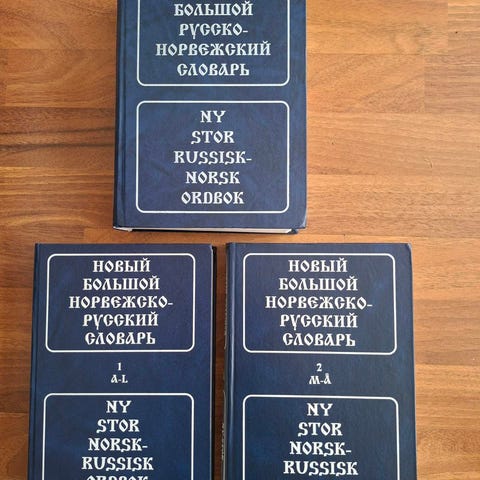 БОЛЬШОЙ
РУССКО-
НОРВЕЖСКИЙ
СЛОВАРЬ
NY
STOR
RUSSISK-
NORSK
ORDBOK
НОВЫЙ
БОЛЬШОЙ
НОРВЕЖСКО-
РУССКИЙ
СЛОВАРЬ
1
A-L
NY
STOR
NORSK-
RUSSISK
ORDBOK
НОВЫЙ
БОЛЬШОЙ
НОРВЕЖСКО-
РУССКИЙ
СЛОВАРЬ
2
M-Å
NY
STOR
NORSK-
RUSSISK